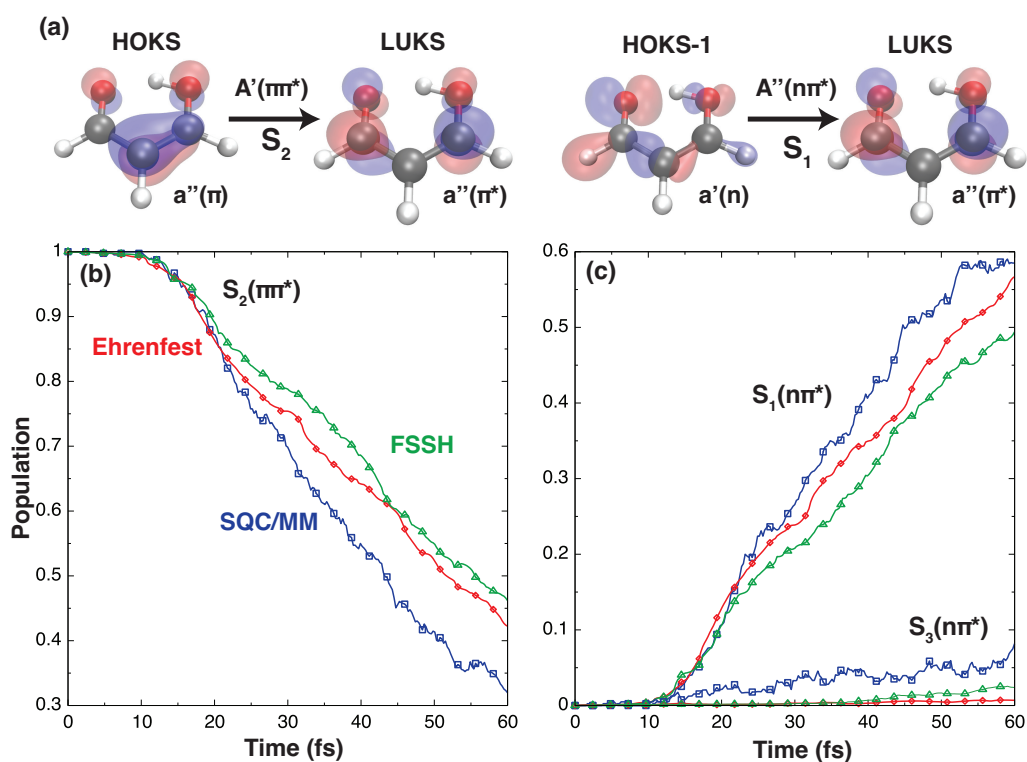 (a)
HOKS
A'(ππ*)
S₂
a''(π)
LUKS
a''(π*)
HOKS-1
A''(nπ*)
S₁
a'(n)
LUKS
a''(π*)
(b)
S₂(ππ*)
Ehrenfest
FSSH
SQC/MM
Population
1
0.9
0.8
0.7
0.6
0.5
0.4
0.3
0 10 20 30 40 50 60
Time (fs)
(c)
S₁(nπ*)
S₃(nπ*)
0.6
0.5
0.4
0.3
0.2
0.1
0
0 10 20 30 40 50 60
Time (fs)